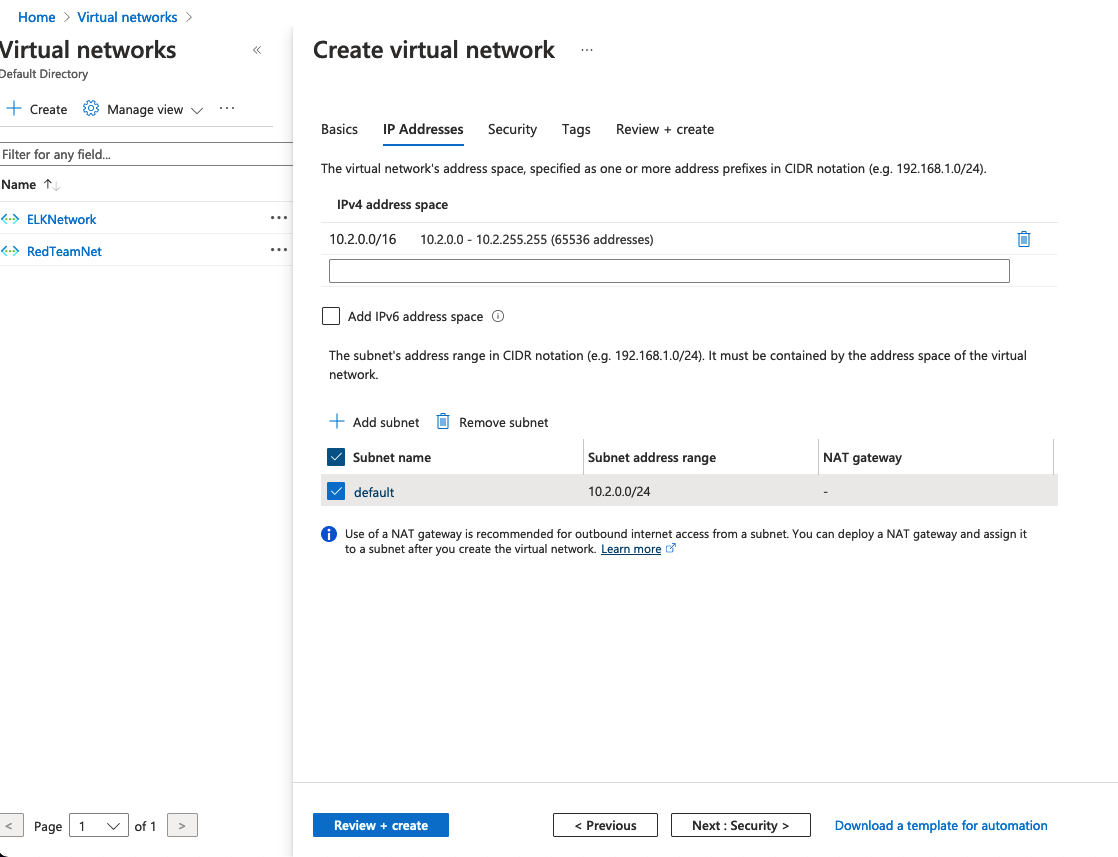 Home > Virtual networks >
Virtual networks «
Default Directory
+ Create Manage view ...
Filter for any field...
Name ↑↓
ELKNetwork ...
RedTeamNet ...
< Page 1 of 1 >
Create virtual network ...
Basics IP Addresses Security Tags Review + create
The virtual network's address space, specified as one or more address prefixes in CIDR notation (e.g. 192.168.1.0/24).
IPv4 address space
10.2.0.0/16 10.2.0.0 - 10.2.255.255 (65536 addresses)
Add IPv6 address space
The subnet's address range in CIDR notation (e.g. 192.168.1.0/24). It must be contained by the address space of the virtual
network.
+ Add subnet Remove subnet
Subnet name Subnet address range NAT gateway
default 10.2.0.0/24 -
Use of a NAT gateway is recommended for outbound internet access from a subnet. You can deploy a NAT gateway and assign it
to a subnet after you create the virtual network. Learn more
Review + create < Previous Next : Security > Download a template for automation